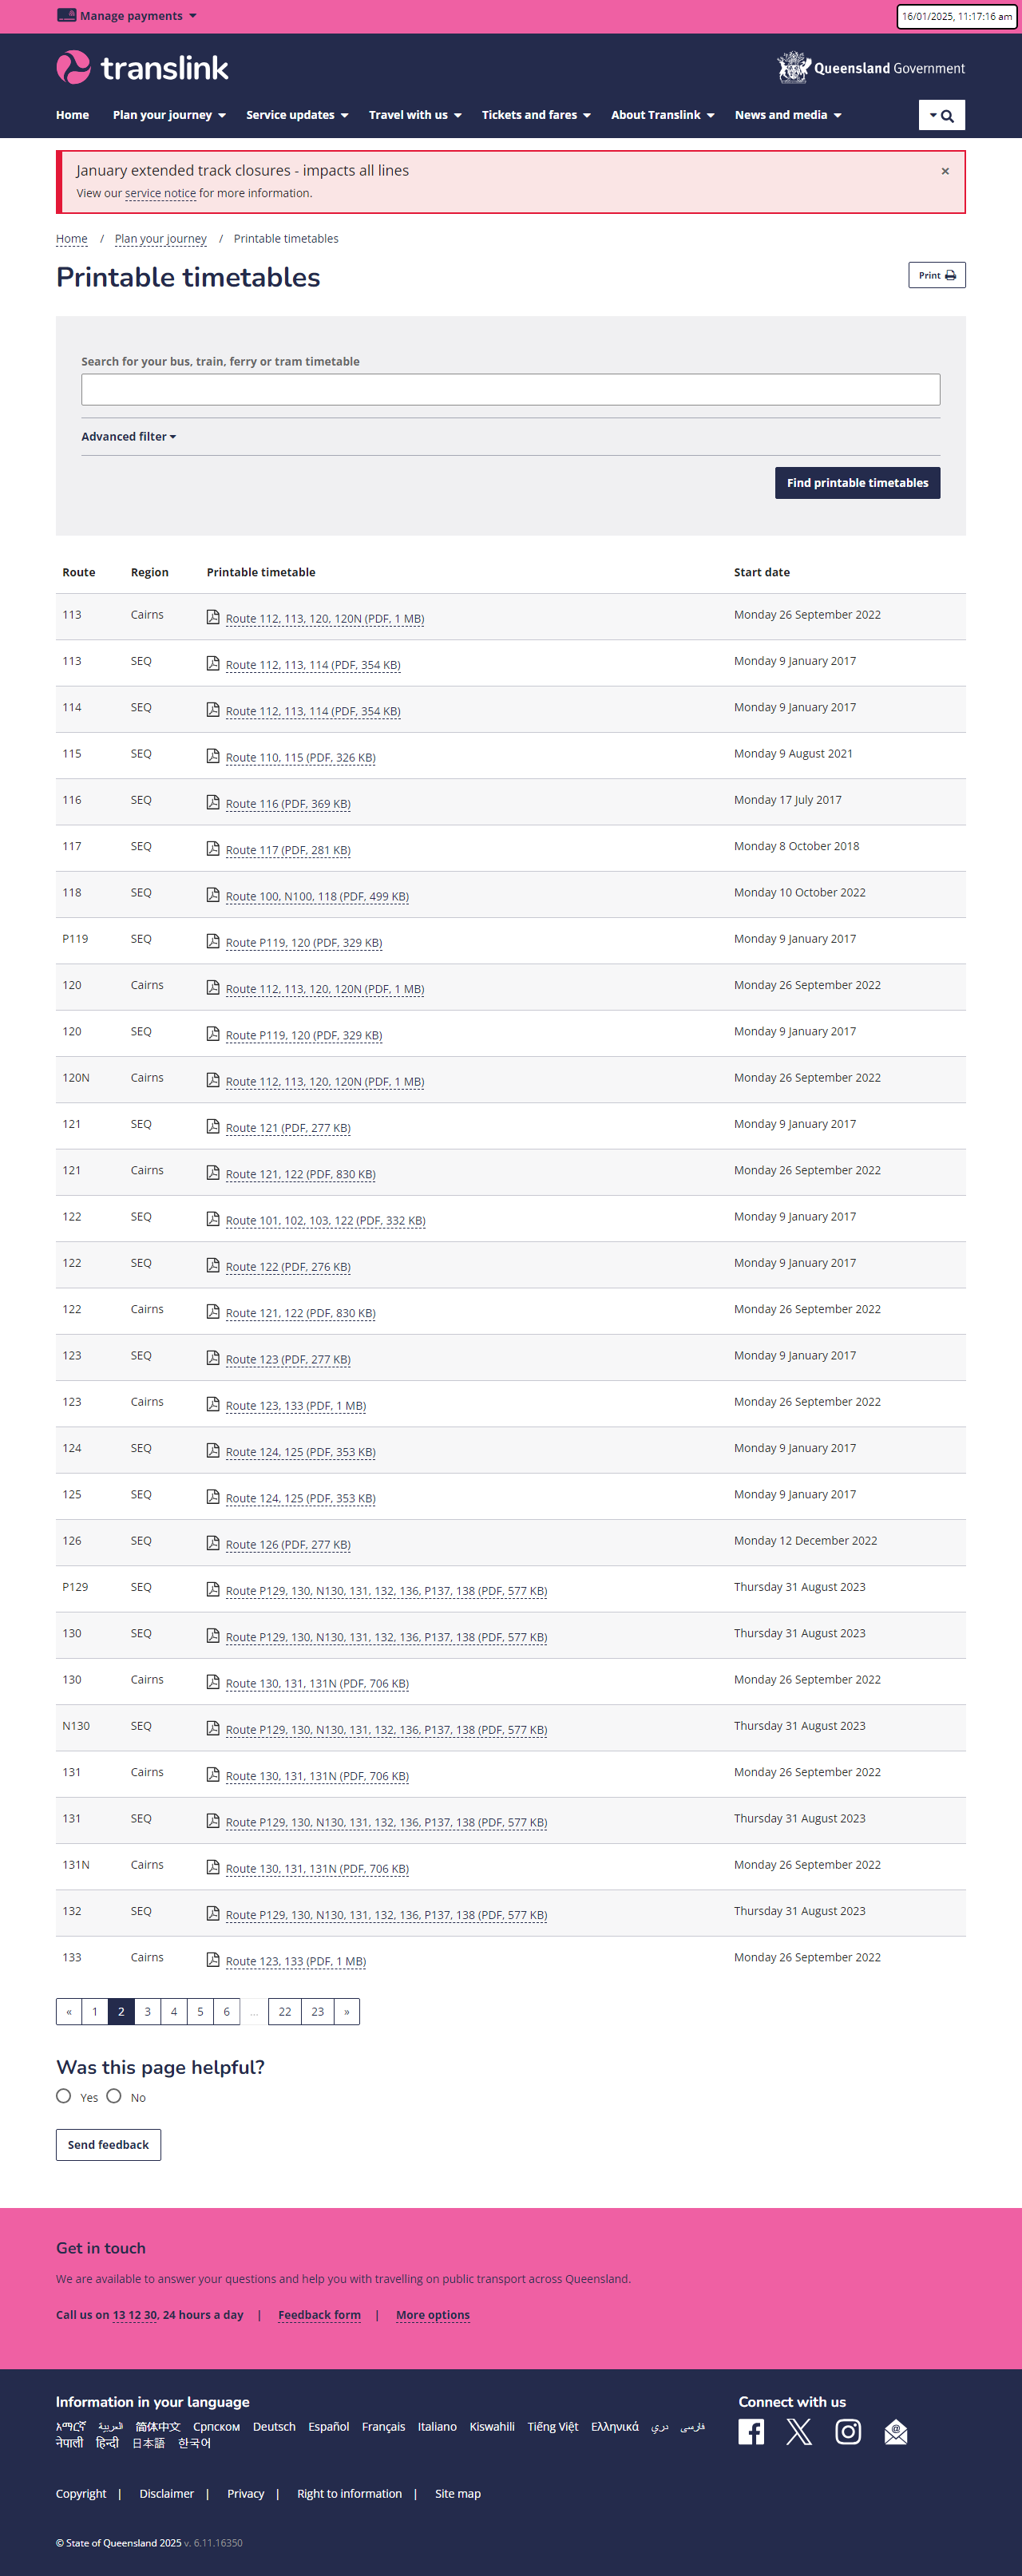 Manage payments
16/01/2025, 11:17:16 am
translink
Queensland Government
Home Plan your journey Service updates Travel with us Tickets and fares About Translink News and media
January extended track closures - impacts all lines ×
View our service notice for more information.
Home / Plan your journey / Printable timetables
Printable timetables Print
Search for your bus, train, ferry or tram timetable
Advanced filter
Find printable timetables
Route Region Printable timetable Start date
113 Cairns Route 112, 113, 120, 120N (PDF, 1 MB) Monday 26 September 2022
113 SEQ Route 112, 113, 114 (PDF, 354 KB) Monday 9 January 2017
114 SEQ Route 112, 113, 114 (PDF, 354 KB) Monday 9 January 2017
115 SEQ Route 110, 115 (PDF, 326 KB) Monday 9 August 2021
116 SEQ Route 116 (PDF, 369 KB) Monday 17 July 2017
117 SEQ Route 117 (PDF, 281 KB) Monday 8 October 2018
118 SEQ Route 100, N100, 118 (PDF, 499 KB) Monday 10 October 2022
P119 SEQ Route P119, 120 (PDF, 329 KB) Monday 9 January 2017
120 Cairns Route 112, 113, 120, 120N (PDF, 1 MB) Monday 26 September 2022
120 SEQ Route P119, 120 (PDF, 329 KB) Monday 9 January 2017
120N Cairns Route 112, 113, 120, 120N (PDF, 1 MB) Monday 26 September 2022
121 SEQ Route 121 (PDF, 277 KB) Monday 9 January 2017
121 Cairns Route 121, 122 (PDF, 830 KB) Monday 26 September 2022
122 SEQ Route 101, 102, 103, 122 (PDF, 332 KB) Monday 9 January 2017
122 SEQ Route 122 (PDF, 276 KB) Monday 9 January 2017
122 Cairns Route 121, 122 (PDF, 830 KB) Monday 26 September 2022
123 SEQ Route 123 (PDF, 277 KB) Monday 9 January 2017
123 Cairns Route 123, 133 (PDF, 1 MB) Monday 26 September 2022
124 SEQ Route 124, 125 (PDF, 353 KB) Monday 9 January 2017
125 SEQ Route 124, 125 (PDF, 353 KB) Monday 9 January 2017
126 SEQ Route 126 (PDF, 277 KB) Monday 12 December 2022
P129 SEQ Route P129, 130, N130, 131, 132, 136, P137, 138 (PDF, 577 KB) Thursday 31 August 2023
130 SEQ Route P129, 130, N130, 131, 132, 136, P137, 138 (PDF, 577 KB) Thursday 31 August 2023
130 Cairns Route 130, 131, 131N (PDF, 706 KB) Monday 26 September 2022
N130 SEQ Route P129, 130, N130, 131, 132, 136, P137, 138 (PDF, 577 KB) Thursday 31 August 2023
131 Cairns Route 130, 131, 131N (PDF, 706 KB) Monday 26 September 2022
131 SEQ Route P129, 130, N130, 131, 132, 136, P137, 138 (PDF, 577 KB) Thursday 31 August 2023
131N Cairns Route 130, 131, 131N (PDF, 706 KB) Monday 26 September 2022
132 SEQ Route P129, 130, N130, 131, 132, 136, P137, 138 (PDF, 577 KB) Thursday 31 August 2023
133 Cairns Route 123, 133 (PDF, 1 MB) Monday 26 September 2022
« 1 2 3 4 5 6 ... 22 23 »
Was this page helpful?
Yes No
Send feedback
Get in touch
We are available to answer your questions and help you with travelling on public transport across Queensland.
Call us on 13 12 30, 24 hours a day | Feedback form | More options
Information in your language Connect with us
አማርኛ العربية 简体中文 Српском Deutsch Español Français Italiano Kiswahili Tiếng Việt Ελληνικά دری فارسی
नेपाली हिन्दी 日本語 한국어
Copyright | Disclaimer | Privacy | Right to information | Site map
© State of Queensland 2025 v. 6.11.16350